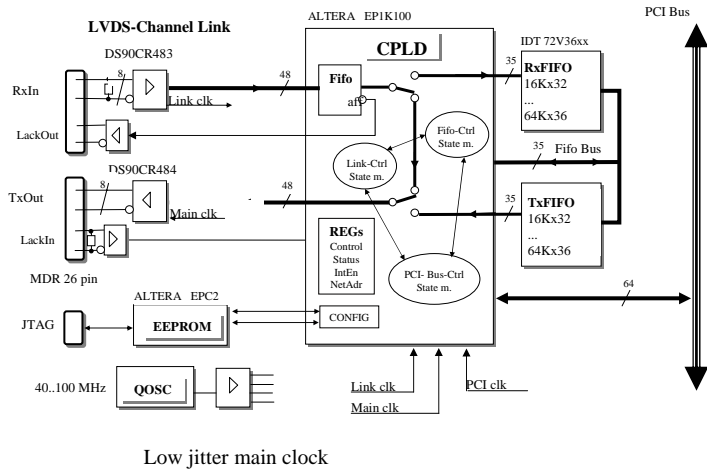 PCI Bus
ALTERA EP1K100
LVDS-Channel Link
CPLD
IDT 72V36xx
DS90CR483
RxIn
8
Link clk
48
Fifo
aff
35
RxFIFO
16Kx32
...
64Kx36
LackOut
Fifo-Ctrl
State m.
Link-Ctrl
State m.
35
Fifo Bus
DS90CR484
TxOut
8
Main clk
48
35
TxFIFO
16Kx32
...
64Kx36
LackIn
REGs
Control
Status
IntEn
NetAdr
PCI- Bus-Ctrl
State m.
MDR 26 pin
64
ALTERA EPC2
JTAG
EEPROM
CONFIG
40..100 MHz
QOSC
Link clk
PCI clk
Main clk
Low jitter main clock